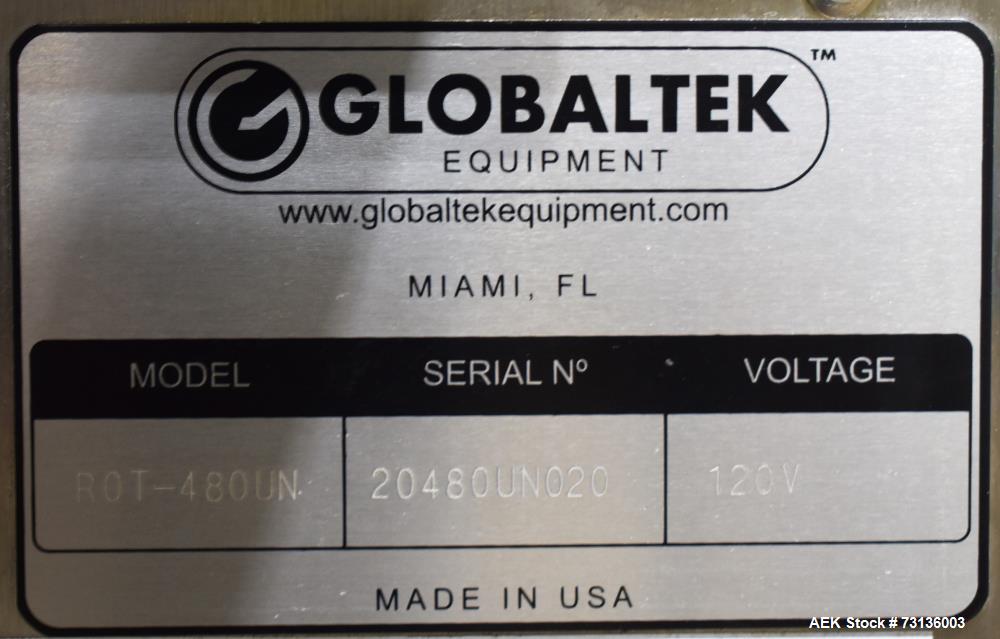 GLOBALTEK™
EQUIPMENT
www.globaltekequipment.com
MIAMI, FL
MODEL SERIAL Nº VOLTAGE
ROT-480UN 20480UN020 120V
MADE IN USA
AEK Stock # 73136003